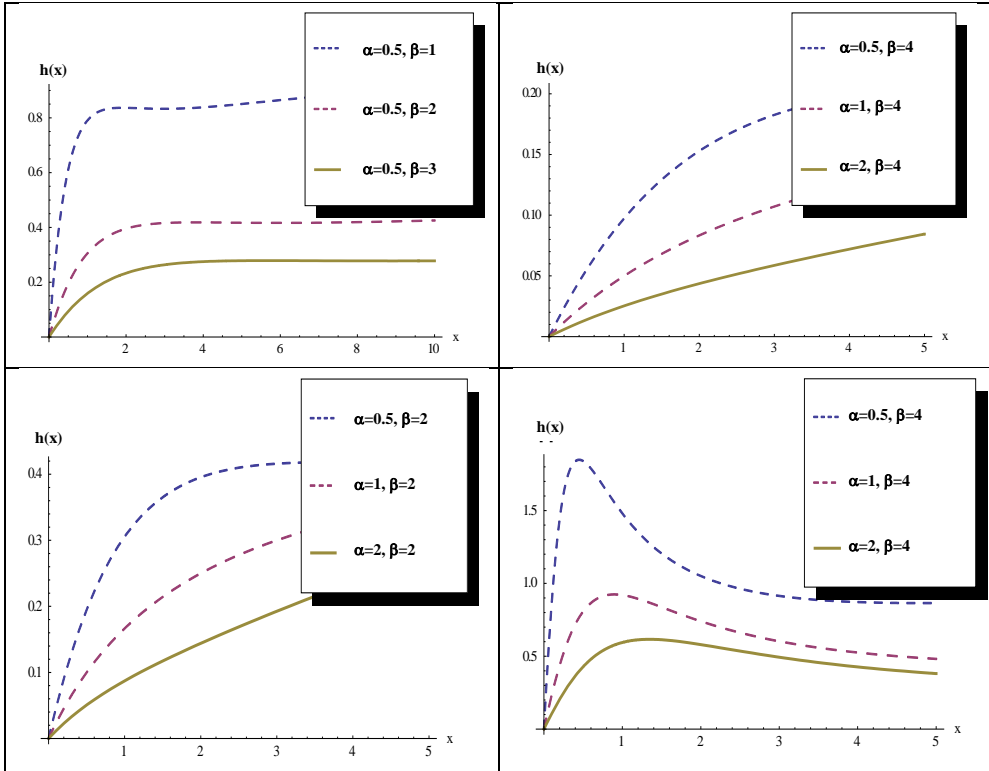 α=0.5, β=1
α=0.5, β=2
α=0.5, β=3
h(x)
0.8
0.6
0.4
0.2
2
4
6
8
10
x
α=0.5, β=4
α=1, β=4
α=2, β=4
h(x)
0.20
0.15
0.10
0.05
1
2
3
4
5
x
α=0.5, β=2
α=1, β=2
α=2, β=2
h(x)
0.4
0.3
0.2
0.1
1
2
3
4
5
x
α=0.5, β=4
α=1, β=4
α=2, β=4
h(x)
1.5
1.0
0.5
1
2
3
4
5
x